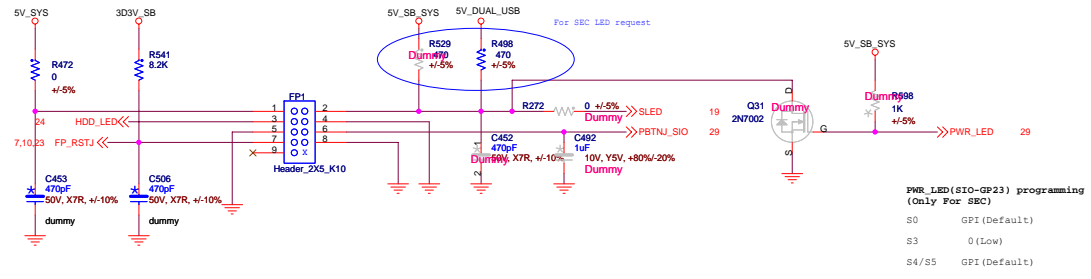 5V_SYS
3D3V_SB
5V_SB_SYS
5V_DUAL_USB
For SEC LED request
R472
0
+/-5%
R541
8.2K
R529
470
+/-5%
Dummy
R498
470
+/-5%
5V_SB_SYS
R598
1K
+/-5%
Dummy
FP1
1
2
3
4
5
6
7
8
9
X
Header_2X5_K10
24
HDD_LED
7,10,23
FP_RSTJ
R272
0 +/-5%
Dummy
SLED
19
PBTNJ_SIO
29
Q31
2N7002
Dummy
D
G
S
PWR_LED
29
C453
470pF
50V, X7R, +/-10%
dummy
C506
470pF
50V, X7R, +/-10%
dummy
C452
470pF
50V, X7R, +/-10%
Dummy
1
2
C492
1uF
10V, Y5V, +80%/-20%
Dummy
PWR_LED(SIO-GP23) programming
(Only For SEC)
S0 GPI(Default)
S3 0(Low)
S4/S5 GPI(Default)